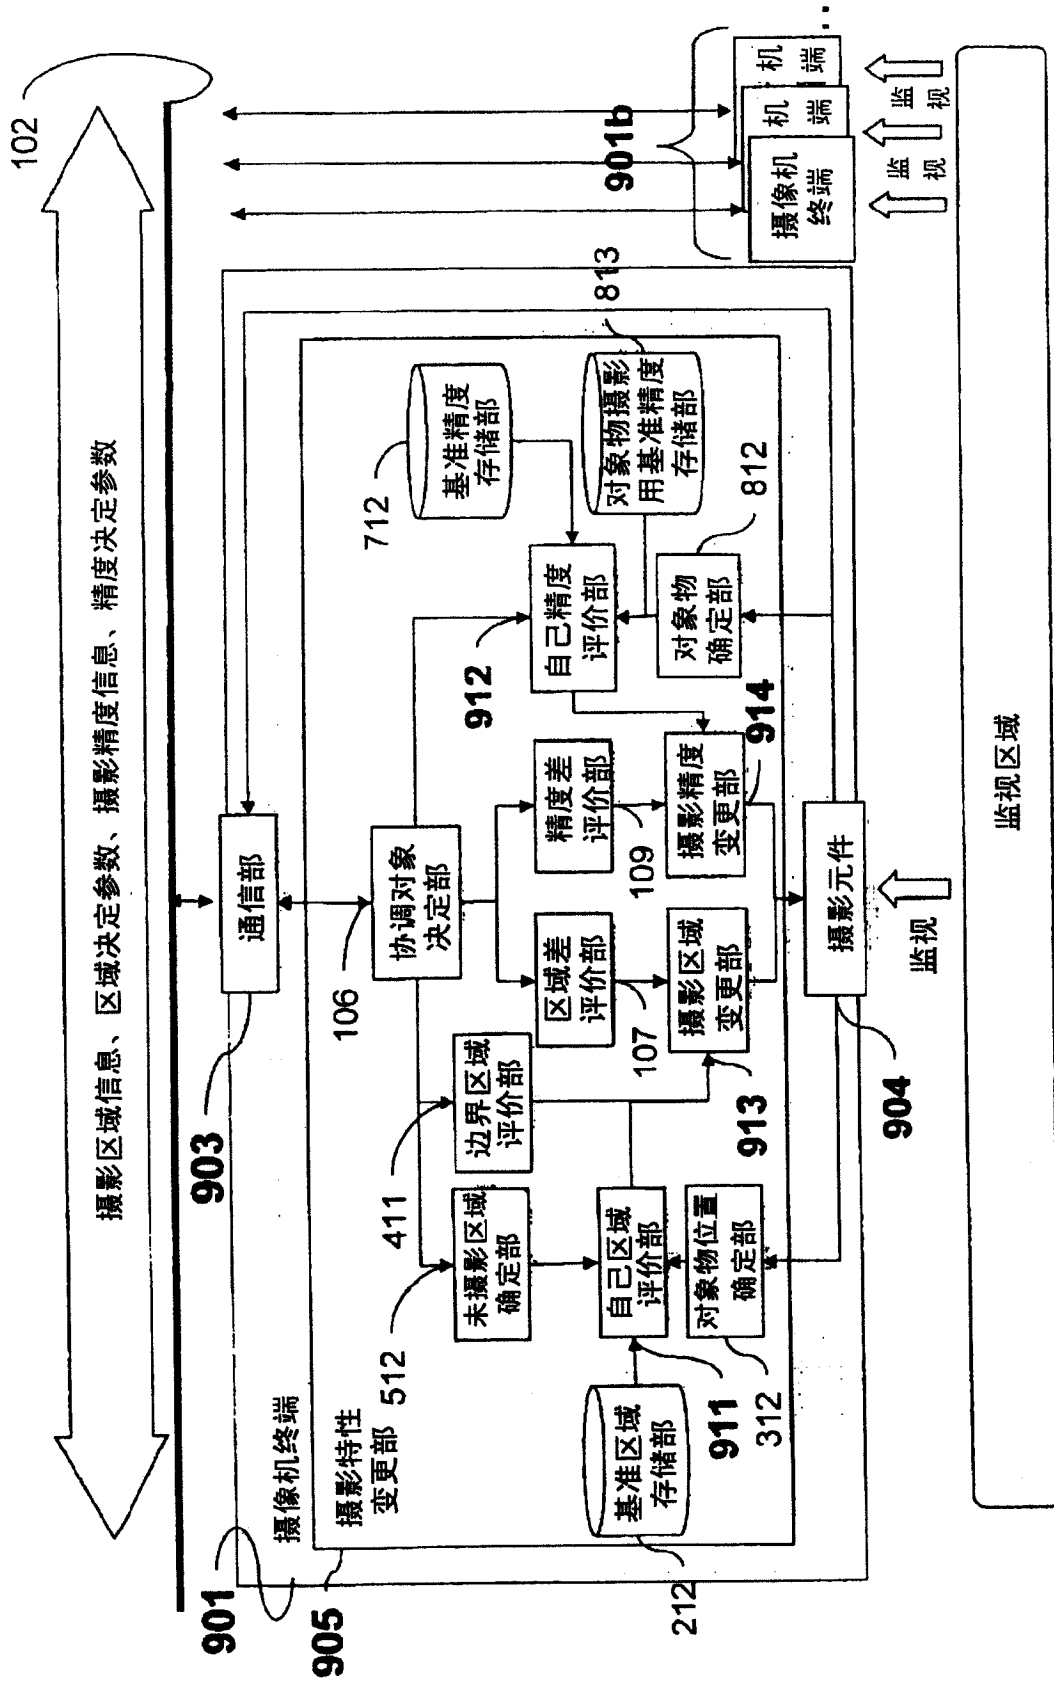 102
摄影区域信息、区域决定参数、摄影精度信息、精度决定参数
901
摄像机终端
903
通信部
905
摄影特性
变更部
106
协调对象
决定部
712
基准精度
存储部
813
对象物摄影
用基准精度
存储部
512
未摄影区域
确定部
411
边界区域
评价部
区域差
评价部
107
精度差
评价部
109
912
自己精度
评价部
812
对象物
确定部
212
基准区域
存储部
911
自己区域
评价部
312
对象物位置
确定部
913
摄影区域
变更部
914
摄影精度
变更部
904
摄影元件
监视
901b
摄像机
终端
机
端
机
端
监
视
监
视
监视区域